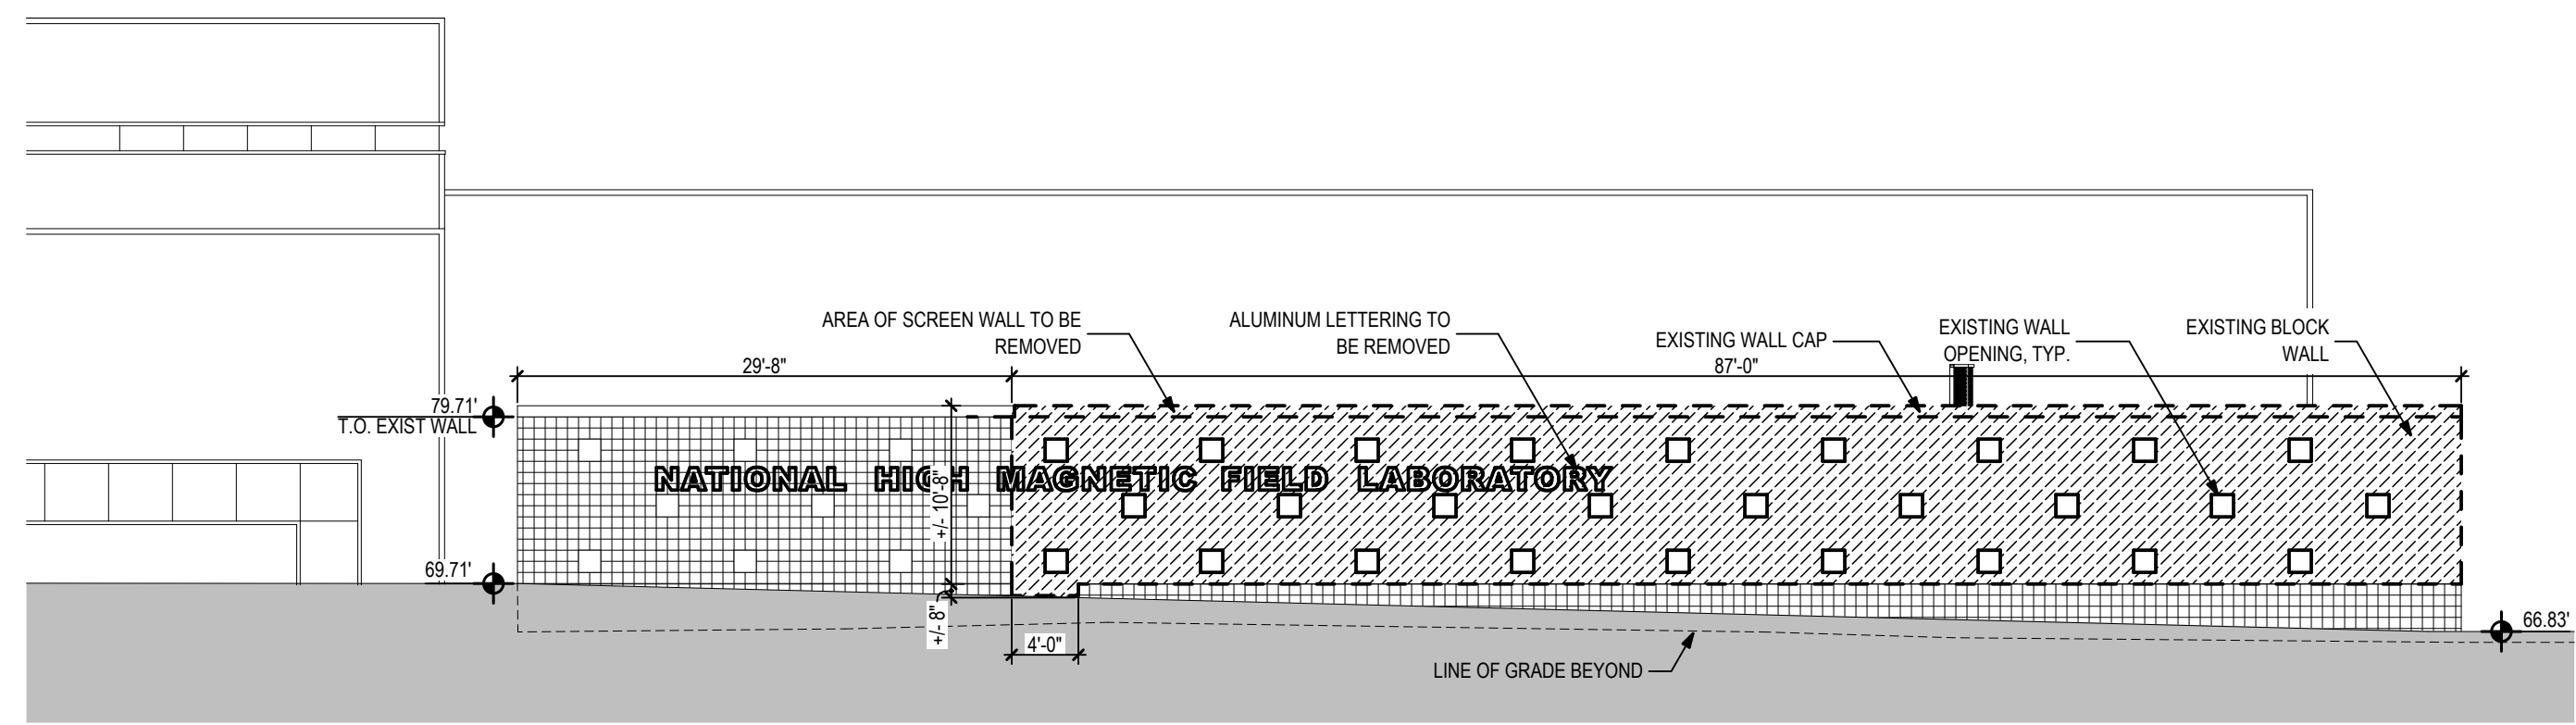 AREA OF SCREEN WALL TO BE
REMOVED
ALUMINUM LETTERING TO
BE REMOVED
EXISTING WALL CAP
EXISTING WALL
OPENING, TYP.
EXISTING BLOCK
WALL
29'-8"
87'-0"
79.71'
T.O. EXIST WALL
NATIONAL HIGH MAGNETIC FIELD LABORATORY
+/- 10'-8"
69.71'
+/- 8"
4'-0"
66.83'
LINE OF GRADE BEYOND